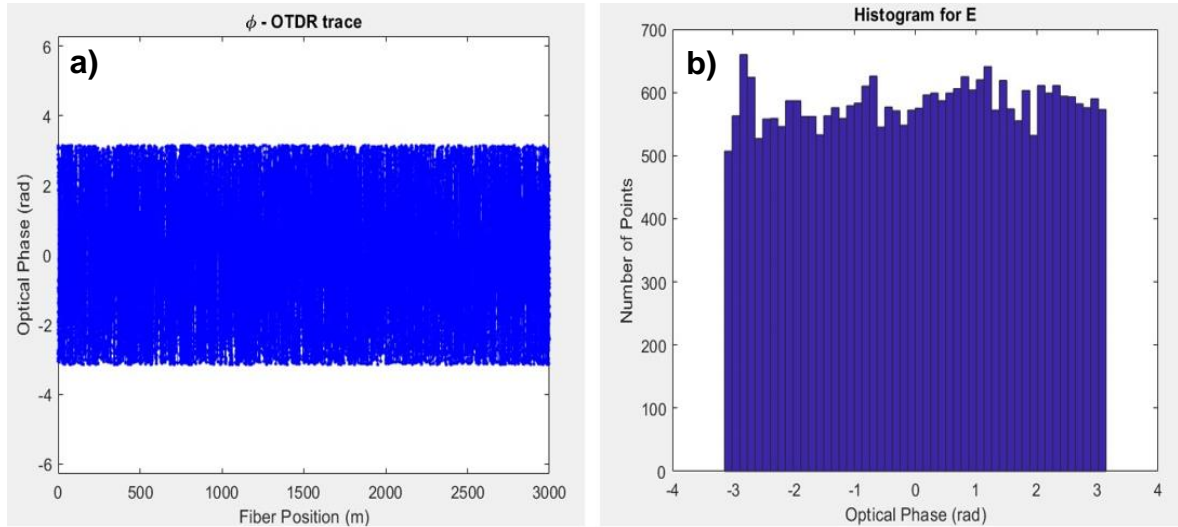 ϕ - OTDR trace
a)
6
4
2
0
-2
-4
-6
Optical Phase (rad)
0 500 1000 1500 2000 2500 3000
Fiber Position (m)
Histogram for E
b)
700
600
500
400
300
200
100
0
Number of Points
-4 -3 -2 -1 0 1 2 3 4
Optical Phase (rad)